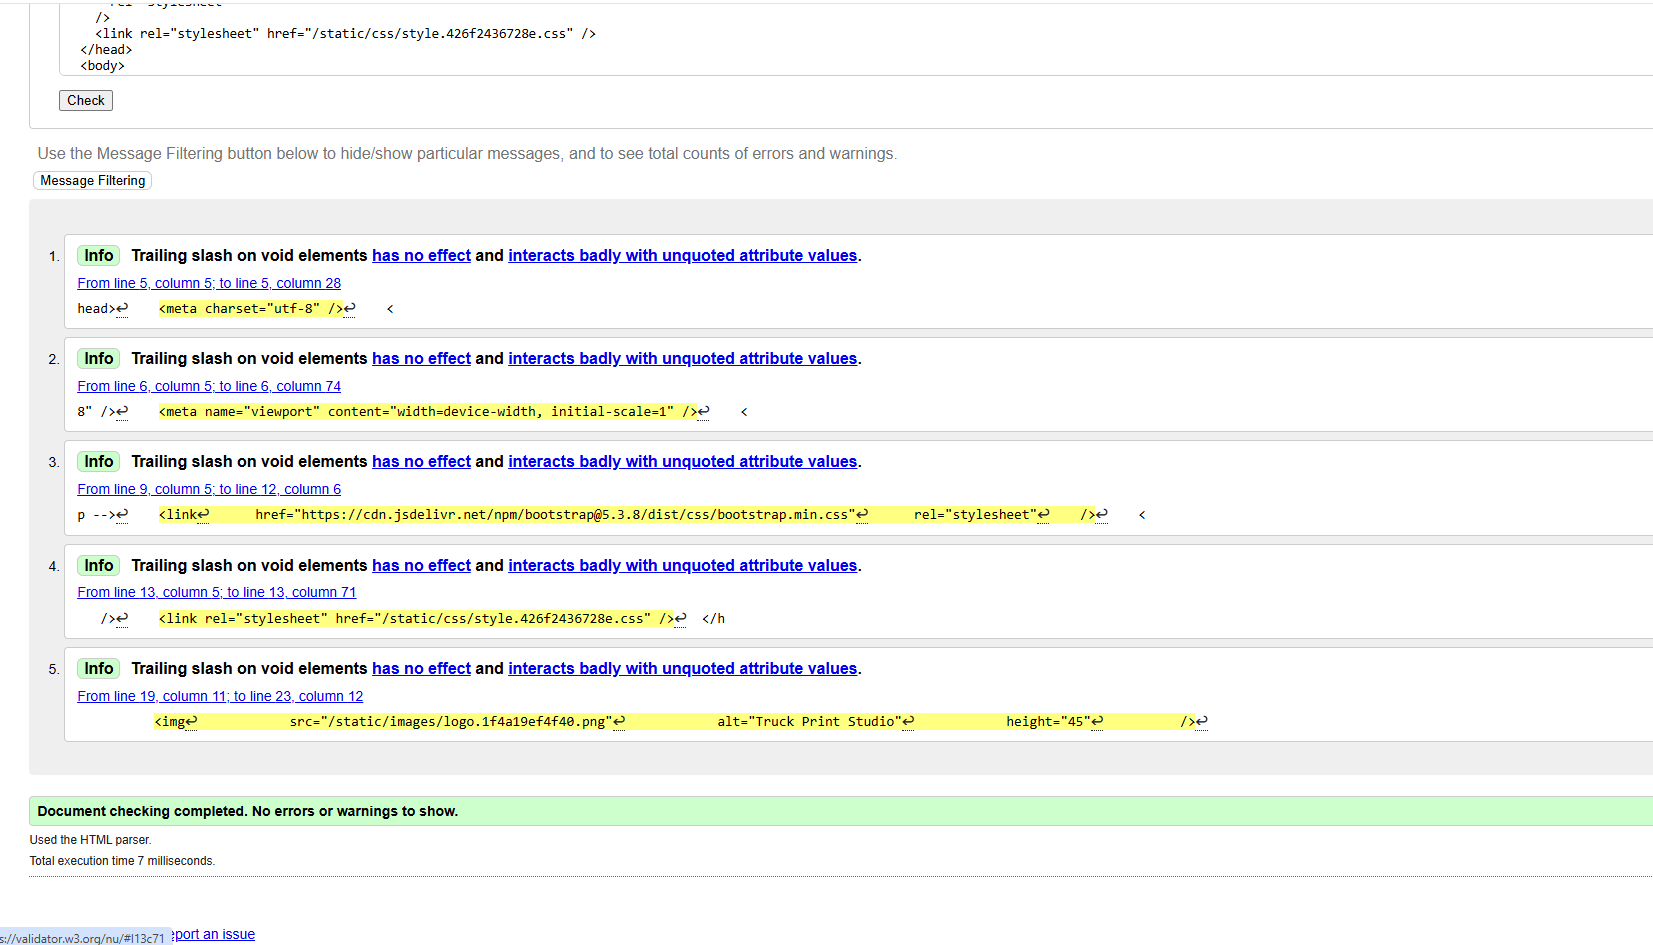 />
<link rel="stylesheet" href="/static/css/style.426f2436728e.css" />
</head>
<body>
Check
Use the Message Filtering button below to hide/show particular messages, and to see total counts of errors and warnings.
Message Filtering
1. Info Trailing slash on void elements has no effect and interacts badly with unquoted attribute values.
From line 5, column 5; to line 5, column 28
head>↩ <meta charset="utf-8" />↩ <
2. Info Trailing slash on void elements has no effect and interacts badly with unquoted attribute values.
From line 6, column 5; to line 6, column 74
8" />↩ <meta name="viewport" content="width=device-width, initial-scale=1" />↩ <
3. Info Trailing slash on void elements has no effect and interacts badly with unquoted attribute values.
From line 9, column 5; to line 12, column 6
p -->↩ <link↩ href="https://cdn.jsdelivr.net/npm/bootstrap@5.3.8/dist/css/bootstrap.min.css"↩ rel="stylesheet"↩ />↩ <
4. Info Trailing slash on void elements has no effect and interacts badly with unquoted attribute values.
From line 13, column 5; to line 13, column 71
/>↩ <link rel="stylesheet" href="/static/css/style.426f2436728e.css" />↩ </h
5. Info Trailing slash on void elements has no effect and interacts badly with unquoted attribute values.
From line 19, column 11; to line 23, column 12
<img↩ src="/static/images/logo.1f4a19ef4f40.png"↩ alt="Truck Print Studio"↩ height="45"↩ />↩
Document checking completed. No errors or warnings to show.
Used the HTML parser.
Total execution time 7 milliseconds.
s://validator.w3.org/nu/#l13c71 eport an issue